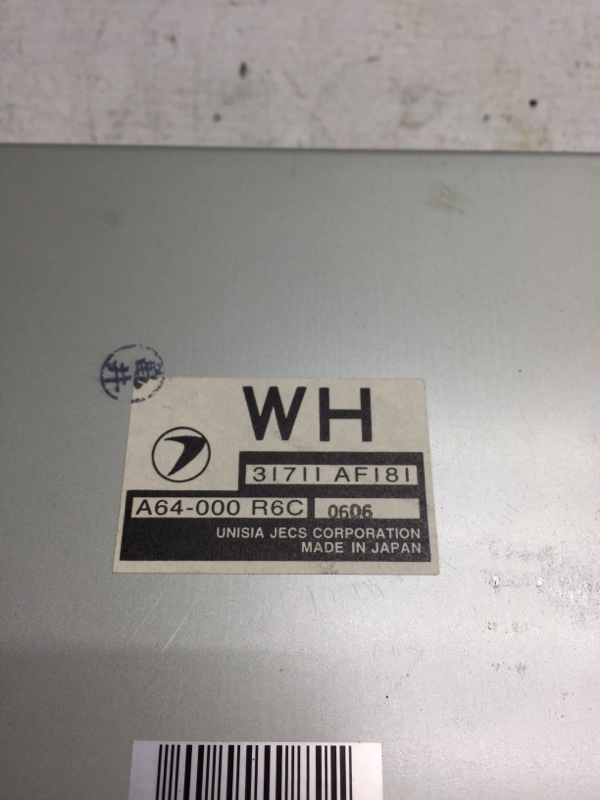 WH
31711 AF181
A64-000 R6C 0606
UNISIA JECS CORPORATION
MADE IN JAPAN